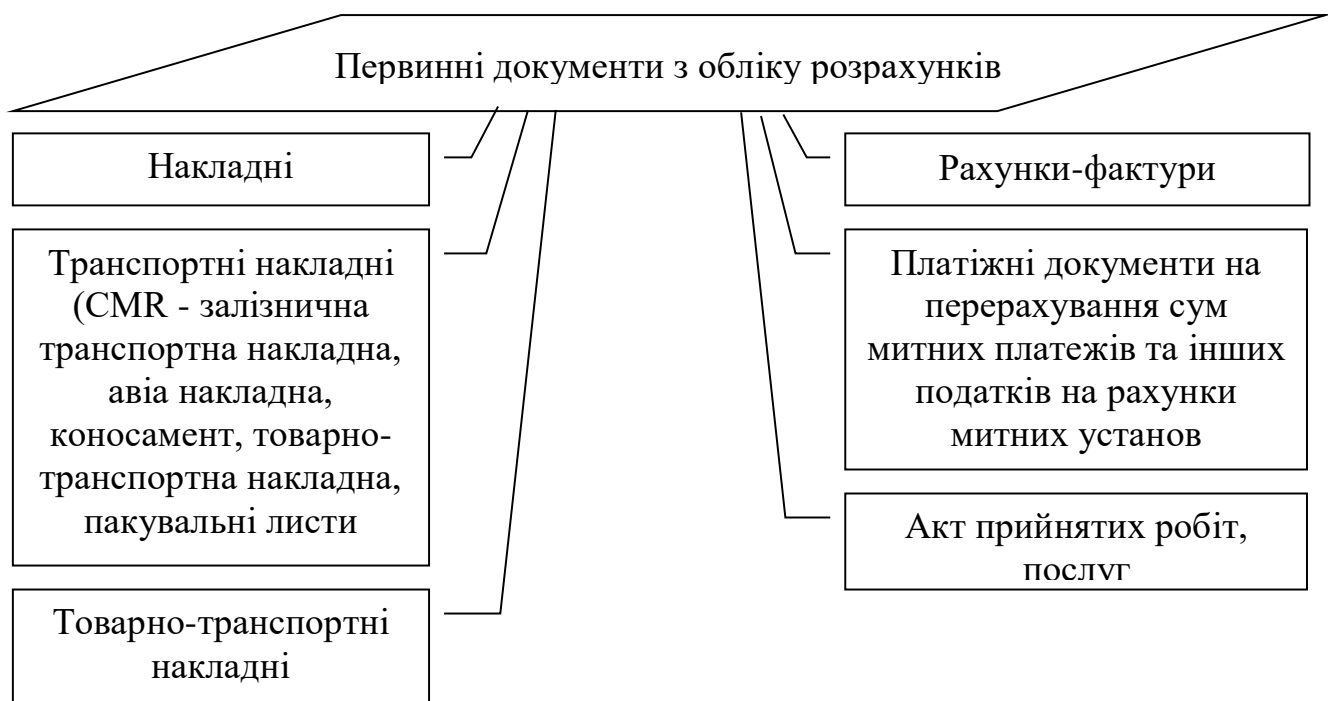 Первинні документи з обліку розрахунків
Накладні
Транспортні накладні
(CMR - залізнична
транспортна накладна,
авіа накладна,
коносамент, товарно-
транспортна накладна,
пакувальні листи
Товарно-транспортні
накладні
Рахунки-фактури
Платіжні документи на
перерахування сум
митних платежів та інших
податків на рахунки
митних установ
Акт прийнятих робіт,
послуг